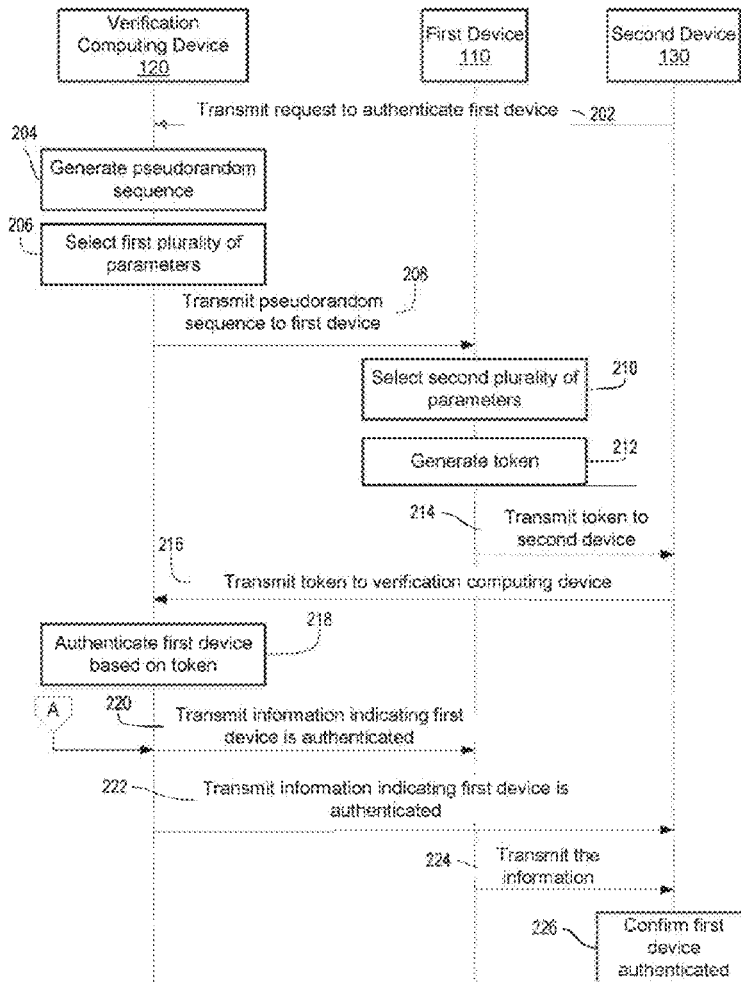 Verification
Computing Device
120
First Device
110
Second Device
130
Transmit request to authenticate first device
202
204
Generate pseudorandom
sequence
206
Select first plurality of
parameters
208
Transmit pseudorandom
sequence to first device
Select second plurality of
parameters
210
Generate token
212
214
Transmit token to
second device
216
Transmit token to verification computing device
Authenticate first device
based on token
218
A
220
Transmit information indicating first
device is authenticated
222
Transmit information indicating first device is
authenticated
224
Transmit the
information
226
Confirm first
device
authenticated